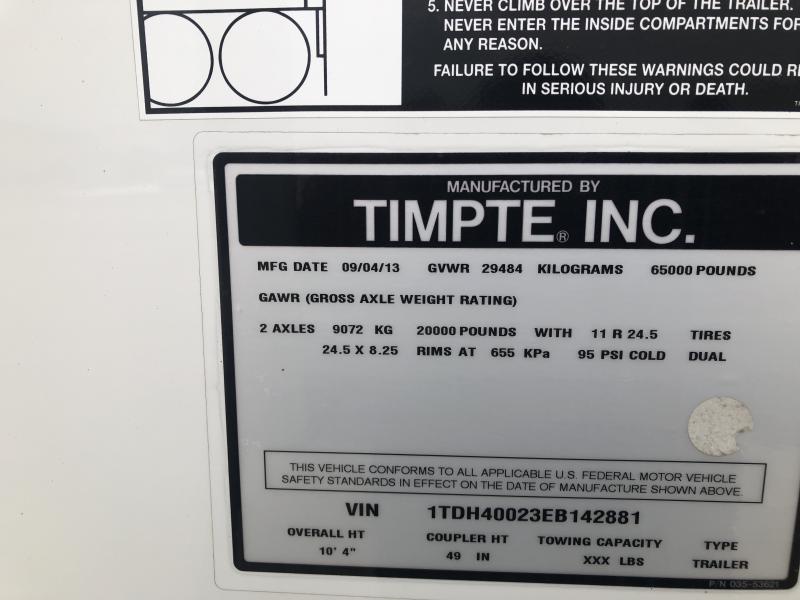 5. NEVER CLIMB OVER THE TOP OF THE TRAILER.
NEVER ENTER THE INSIDE COMPARTMENTS FOR
ANY REASON.
FAILURE TO FOLLOW THESE WARNINGS COULD
IN SERIOUS INJURY OR DEATH.
MANUFACTURED BY
TIMPTE® INC.
MFG DATE 09/04/13 GVWR 29484 KILOGRAMS 65000 POUNDS
GAWR (GROSS AXLE WEIGHT RATING)
2 AXLES 9072 KG 20000 POUNDS WITH 11 R 24.5 TIRES
24.5 X 8.25 RIMS AT 655 KPa 95 PSI COLD DUAL
THIS VEHICLE CONFORMS TO ALL APPLICABLE U.S. FEDERAL MOTOR VEHICLE
SAFETY STANDARDS IN EFFECT ON THE DATE OF MANUFACTURE SHOWN ABOVE.
VIN 1TDH40023EB142881
OVERALL HT COUPLER HT TOWING CAPACITY TYPE
10' 4" 49 IN XXX LBS TRAILER
P/N 035-53621